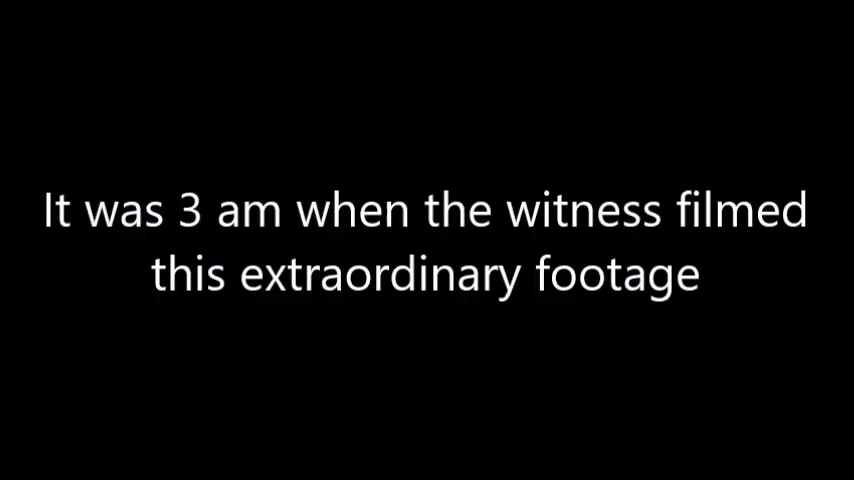 It was 3 am when the witness filmed
this extraordinary footage